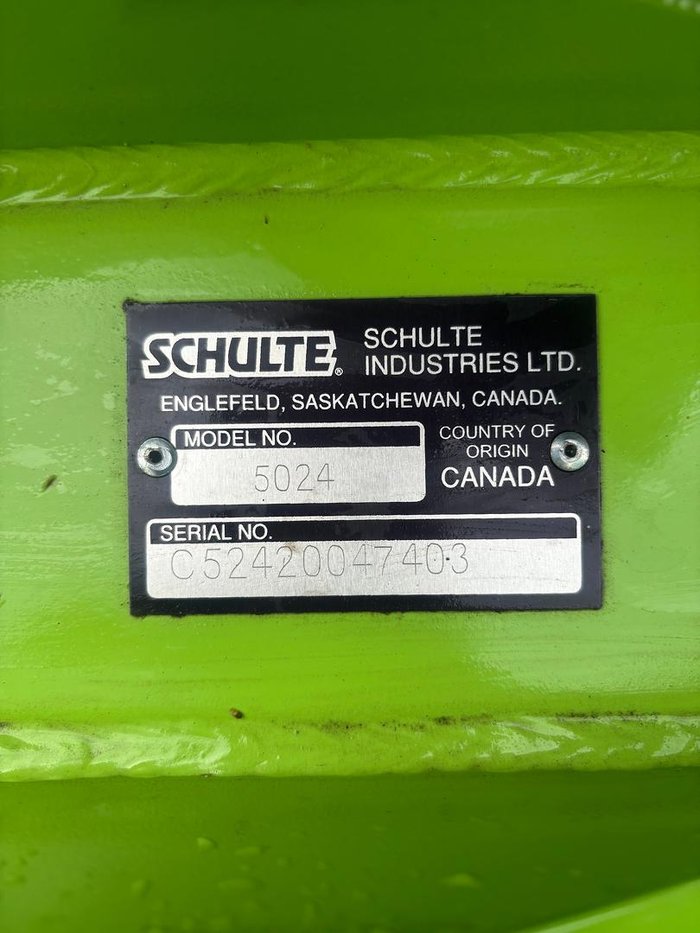 SCHULTE®
SCHULTE
INDUSTRIES LTD.
ENGLEFELD, SASKATCHEWAN, CANADA.
MODEL NO.
5024
COUNTRY OF
ORIGIN
CANADA
SERIAL NO.
C52420047403